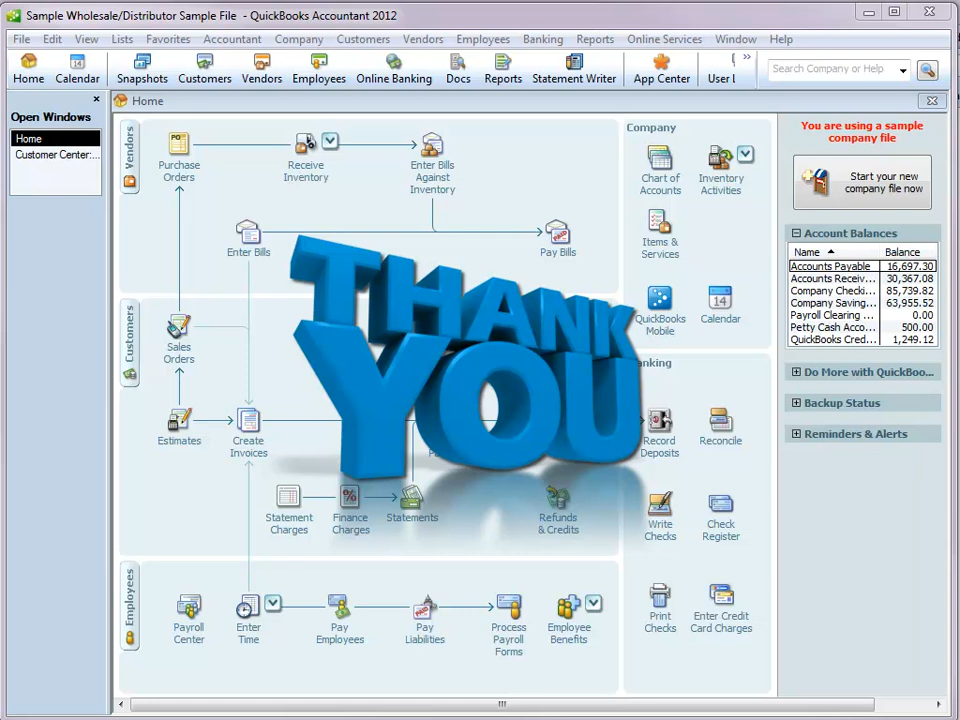 Sample Wholesale/Distributor Sample File - QuickBooks Accountant 2012
File Edit View Lists Favorites Accountant Company Customers Vendors Employees Banking Reports Online Services Window Help
Home Calendar Snapshots Customers Vendors Employees Online Banking Docs Reports Statement Writer App Center User L
Search Company or Help
Open Windows
Home
Customer Center:...
Home
Vendors
PO
Purchase
Orders
Receive
Inventory
Enter Bills
Against
Inventory
Enter Bills
PAID
Pay Bills
Customers
Sales
Orders
Estimates
Create
Invoices
Statement
Charges
Finance
Charges
Statements
Refunds
& Credits
THANK
YOU
Employees
Payroll
Center
Enter
Time
Pay
Employees
PAID
Pay
Liabilities
Process
Payroll
Forms
Employee
Benefits
Company
Chart of
Accounts
Inventory
Activities
Items &
Services
QuickBooks
Mobile
14
Calendar
anking
Record
Deposits
Reconcile
Write
Checks
Check
Register
Print
Checks
Enter Credit
Card Charges
You are using a sample
company file
Start your new
company file now
Account Balances
Name Balance
Accounts Payable 16,697.30
Accounts Receiv... 30,367.08
Company Checki... 85,739.82
Company Saving... 63,955.52
Payroll Clearing ... 0.00
Petty Cash Acco... 500.00
QuickBooks Cred... 1,249.12
Do More with QuickBoo...
Backup Status
Reminders & Alerts